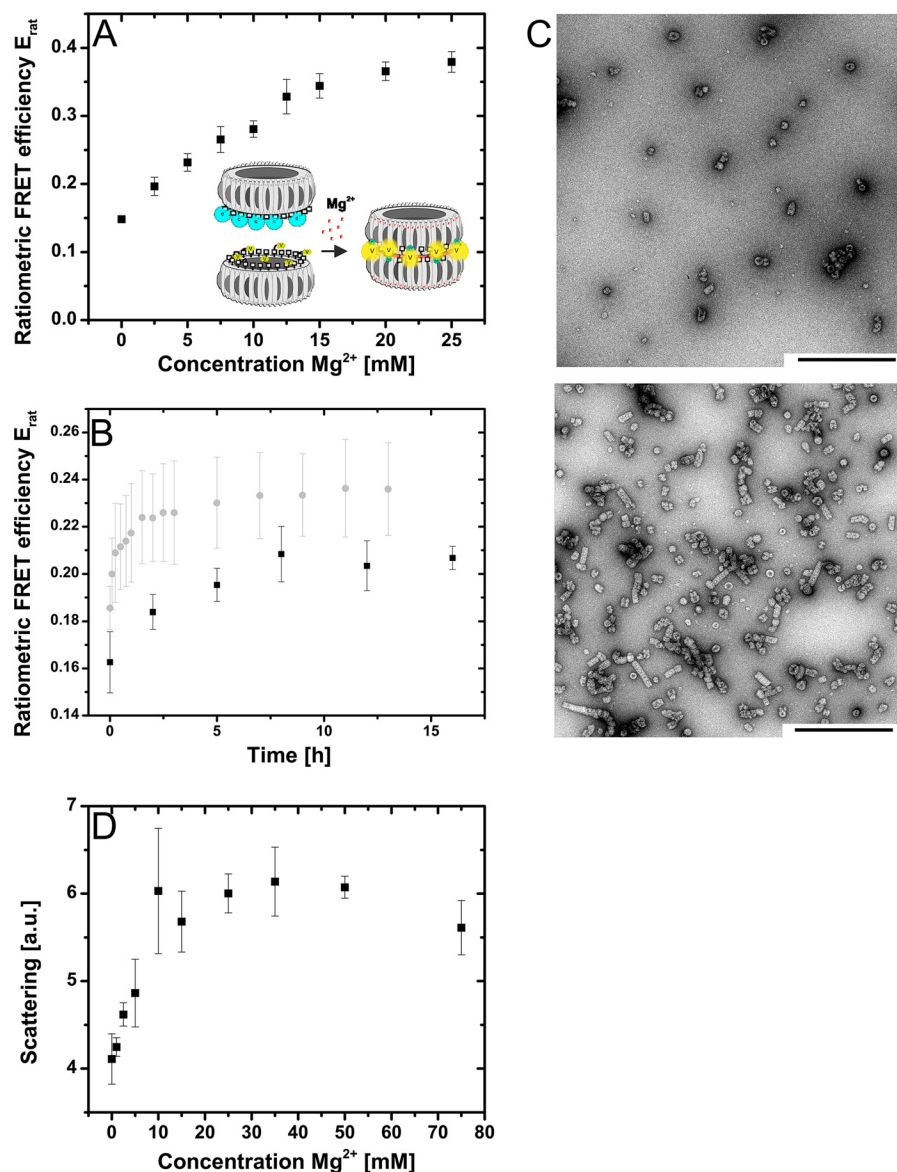 A
Ratiometric FRET efficiency E_rat
0.4
0.3
0.2
0.1
0.0
Mg²⁺
V V V V V
0 5 10 15 20 25
Concentration Mg²⁺ [mM]
B
Ratiometric FRET efficiency E_rat
0.26
0.24
0.22
0.20
0.18
0.16
0.14
0 5 10 15
Time [h]
C
D
Scattering [a.u.]
7
6
5
4
0 10 20 30 40 50 60 70 80
Concentration Mg²⁺ [mM]